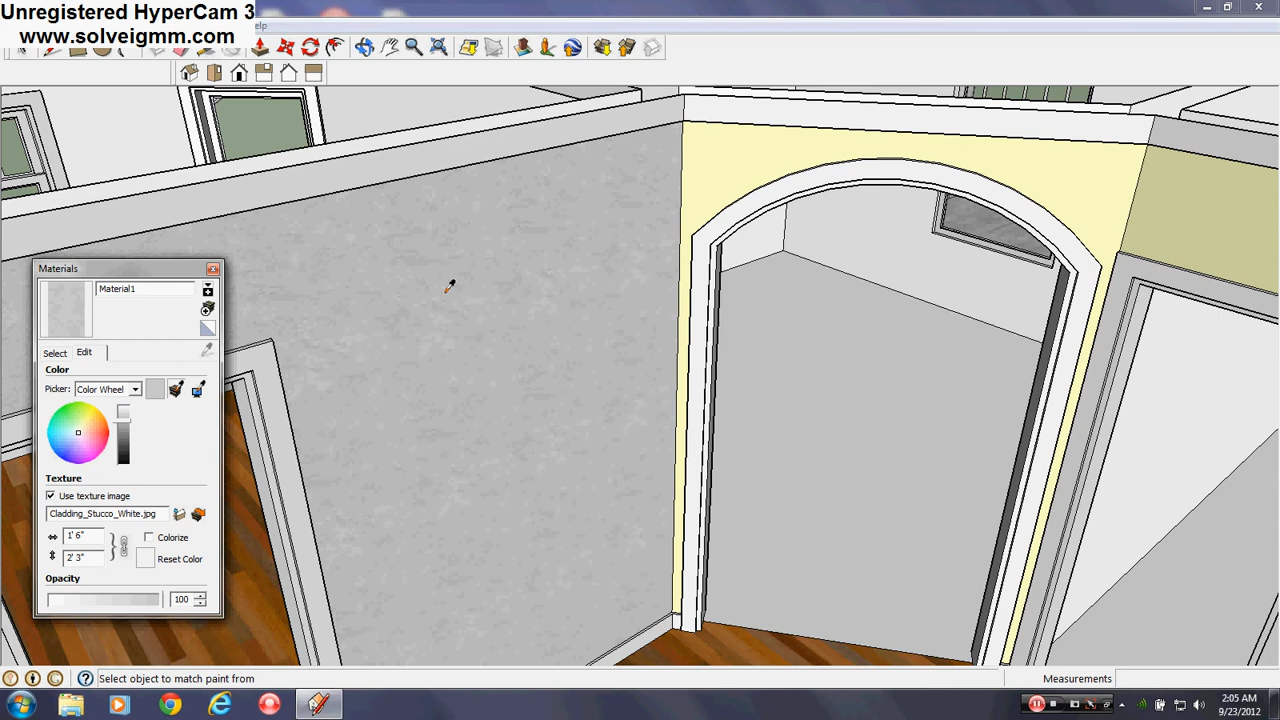 Unregistered HyperCam 3
www.solveigmm.com
elp
Materials
Material1
Select Edit
Color
Picker: Color Wheel
Texture
Use texture image
Cladding_Stucco_White.jpg
1' 6"
Colorize
2' 3"
Reset Color
Opacity
100
Select object to match paint from
Measurements
2:05 AM
9/23/2012